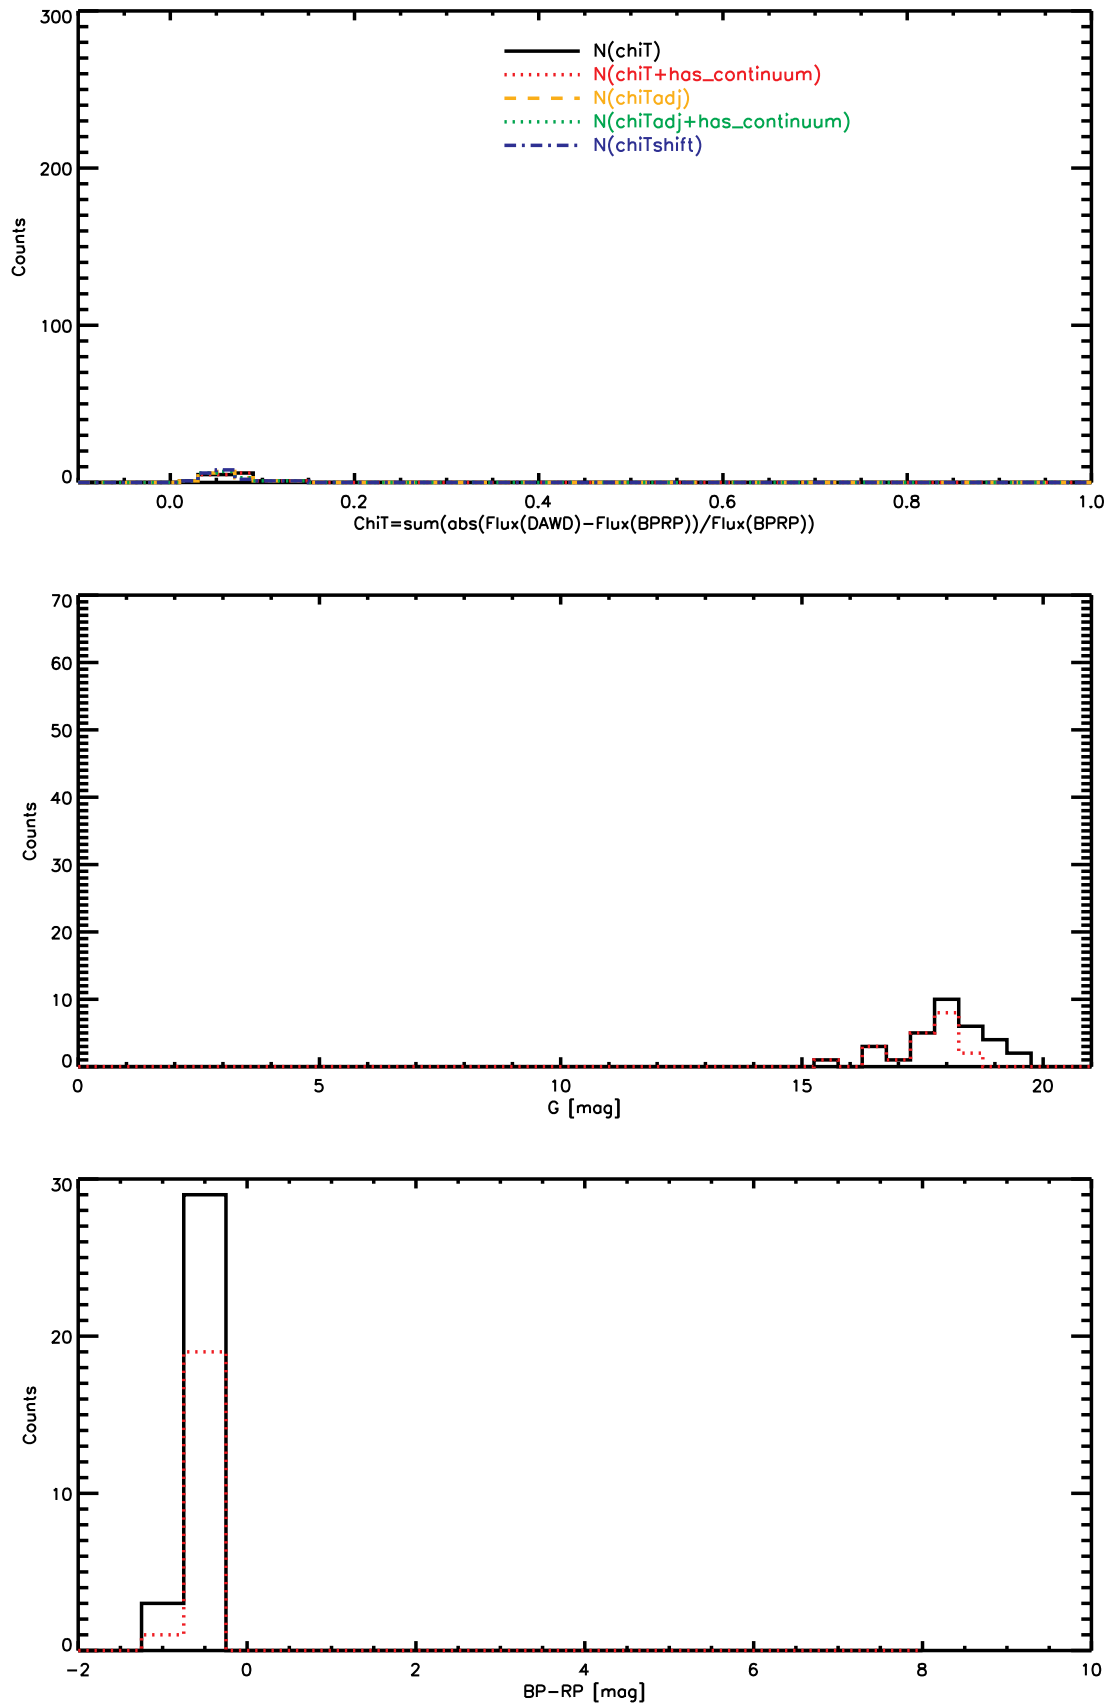 300
200
100
0
Counts
N(chiT)
N(chiT+has_continuum)
N(chiTadj)
N(chiTadj+has_continuum)
N(chiTshift)
0.0 0.2 0.4 0.6 0.8 1.0
ChiT=sum(abs(Flux(DAWD)-Flux(BPRP))/Flux(BPRP))
70
60
50
40
30
20
10
0
Counts
0 5 10 15 20
G [mag]
30
20
10
0
Counts
-2 0 2 4 6 8 10
BP-RP [mag]